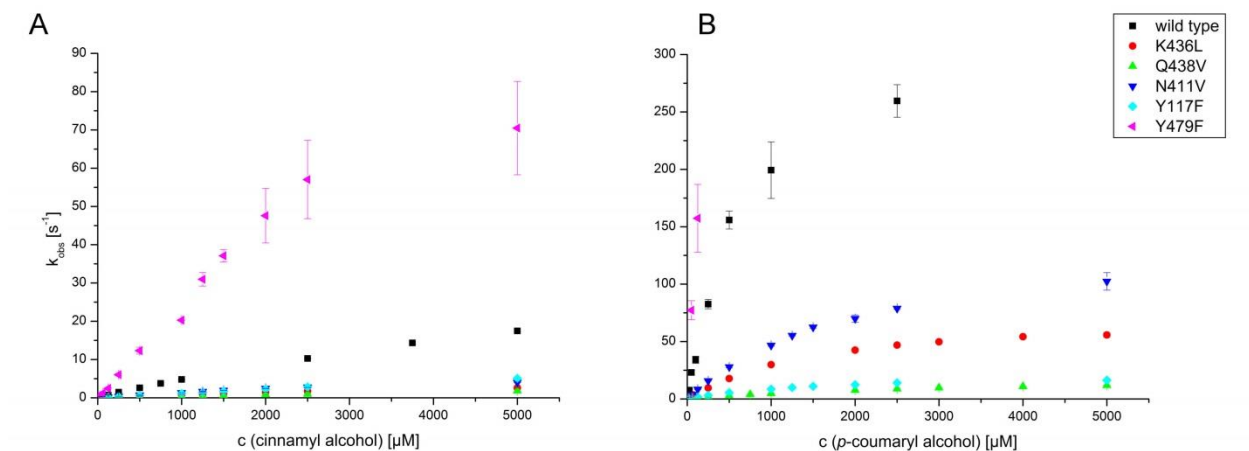 A
90
80
70
60
50
40
30
20
10
0
k_obs [s⁻¹]
0 1000 2000 3000 4000 5000
c (cinnamyl alcohol) [µM]
B
300
250
200
150
100
50
0
0 1000 2000 3000 4000 5000
c (p-coumaryl alcohol) [µM]
wild type
K436L
Q438V
N411V
Y117F
Y479F